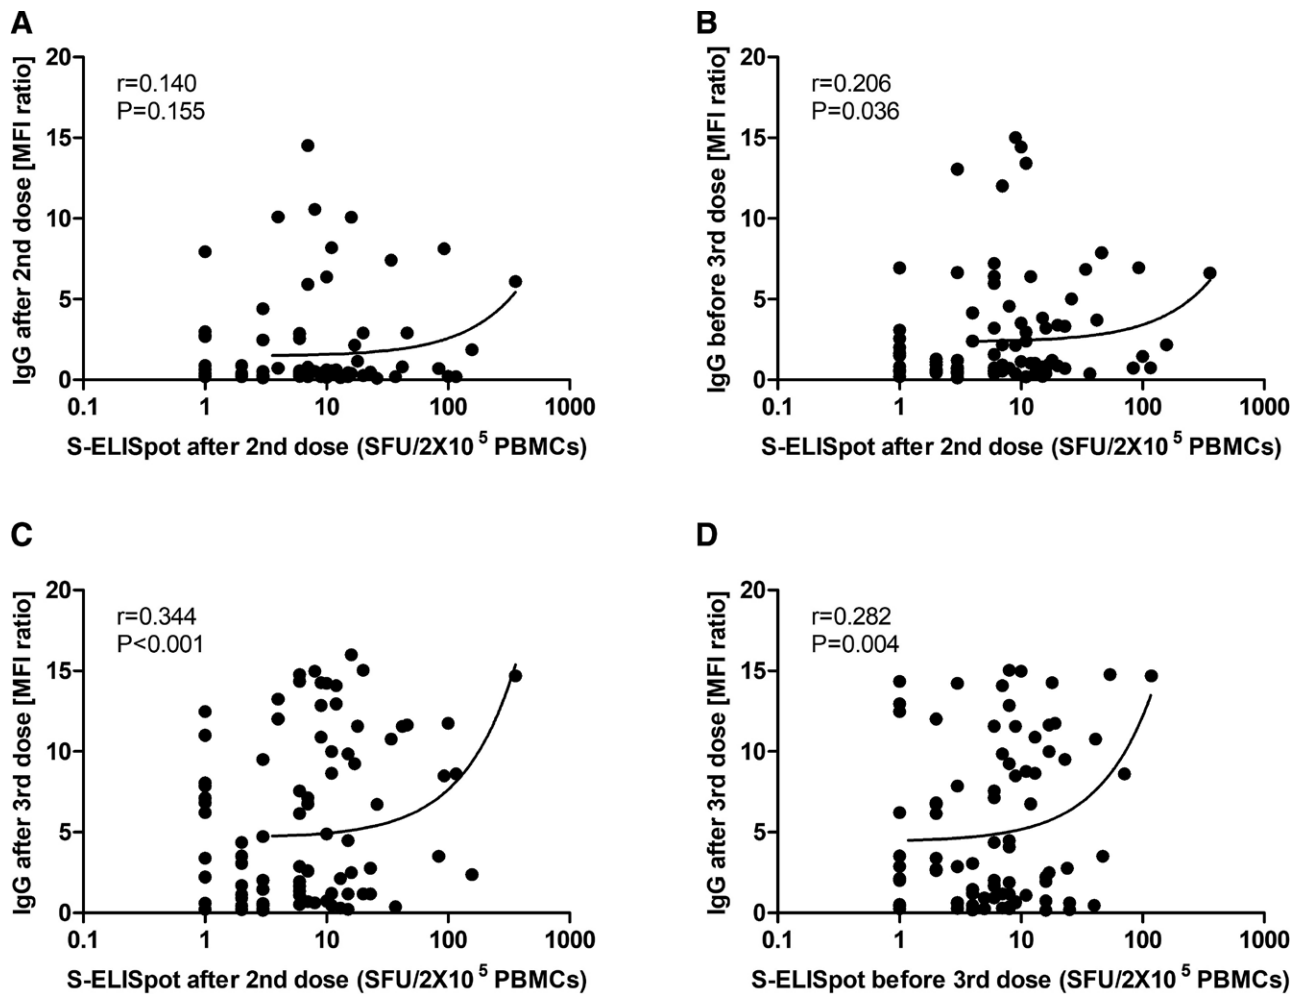 A
IgG after 2nd dose [MFI ratio]
r=0.140
P=0.155
20
15
10
5
0
0.1 1 10 100 1000
S-ELISpot after 2nd dose (SFU/2X10 5 PBMCs)
B
IgG before 3rd dose [MFI ratio]
r=0.206
P=0.036
20
15
10
5
0
0.1 1 10 100 1000
S-ELISpot after 2nd dose (SFU/2X10 5 PBMCs)
C
IgG after 3rd dose [MFI ratio]
r=0.344
P<0.001
20
15
10
5
0
0.1 1 10 100 1000
S-ELISpot after 2nd dose (SFU/2X10 5 PBMCs)
D
IgG after 3rd dose [MFI ratio]
r=0.282
P=0.004
20
15
10
5
0
0.1 1 10 100 1000
S-ELISpot before 3rd dose (SFU/2X10 5 PBMCs)